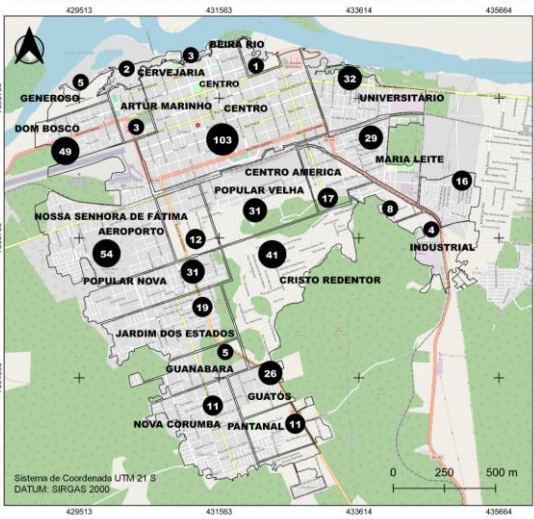 429513 431563 433614 435664
BEIRA RIO
3
2
1
CERVEJARIA
5
CENTRO
32
GENEROSO
ARTUR MARINHO
CENTRO
UNIVERSITÁRIO
DOM BOSCO
3
103
29
49
MARIA LEITE
CENTRO AMERICA
16
POPULAR VELHA
17
31
8
NOSSA SENHORA DE FÁTIMA
AEROPORTO
12
4
INDUSTRIAL
54
41
31
POPULAR NOVA
CRISTO REDENTOR
19
JARDIM DOS ESTADOS
5
GUANABARA
26
GUATÓS
11
NOVA CORUMBA
PANTANAL
11
Sistema de Coordenada UTM 21 S
DATUM: SIRGAS 2000
0 250 500 m
429513 431563 433614 435664